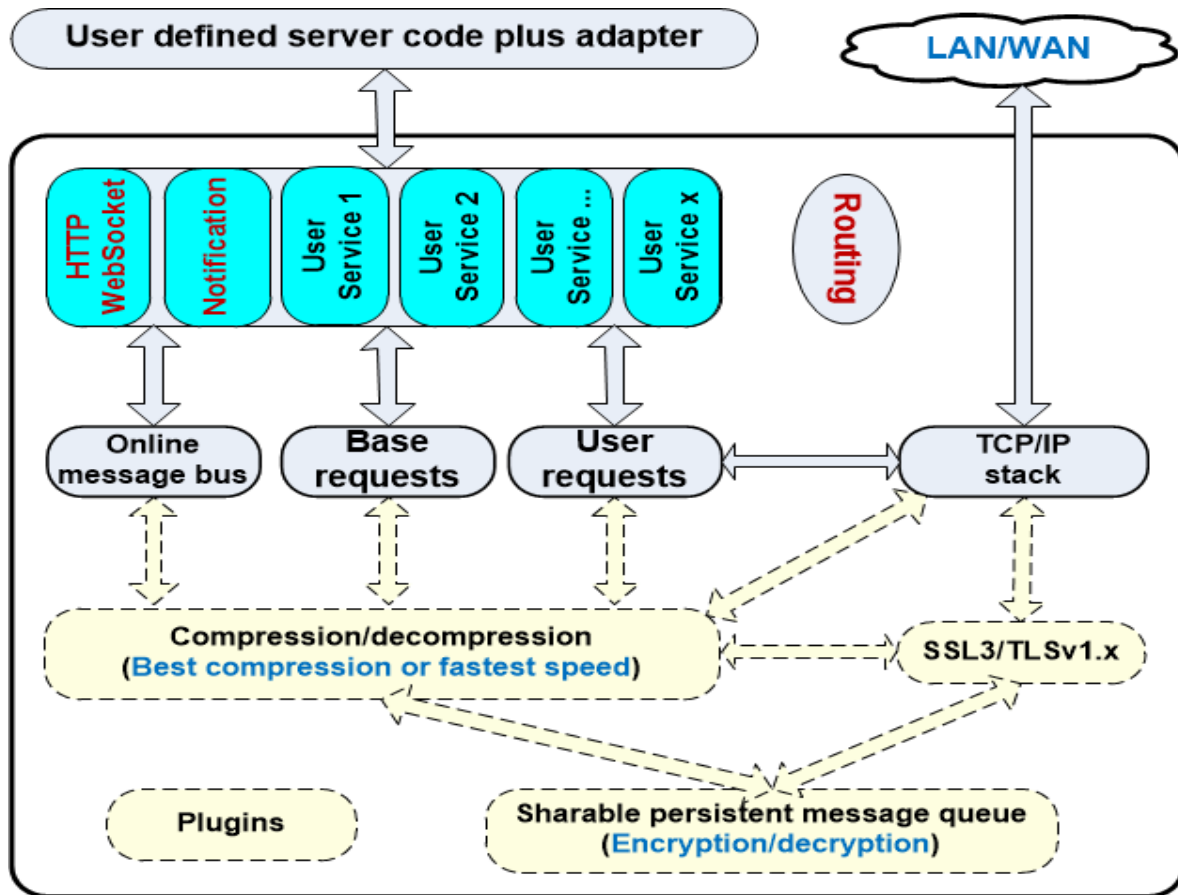 User defined server code plus adapter
LAN/WAN
HTTP
WebSocket
Notification
User
Service 1
User
Service 2
User
Service ...
User
Service x
Routing
Online
message bus
Base
requests
User
requests
TCP/IP
stack
Compression/decompression
(Best compression or fastest speed)
SSL3/TLSv1.x
Plugins
Sharable persistent message queue
(Encryption/decryption)